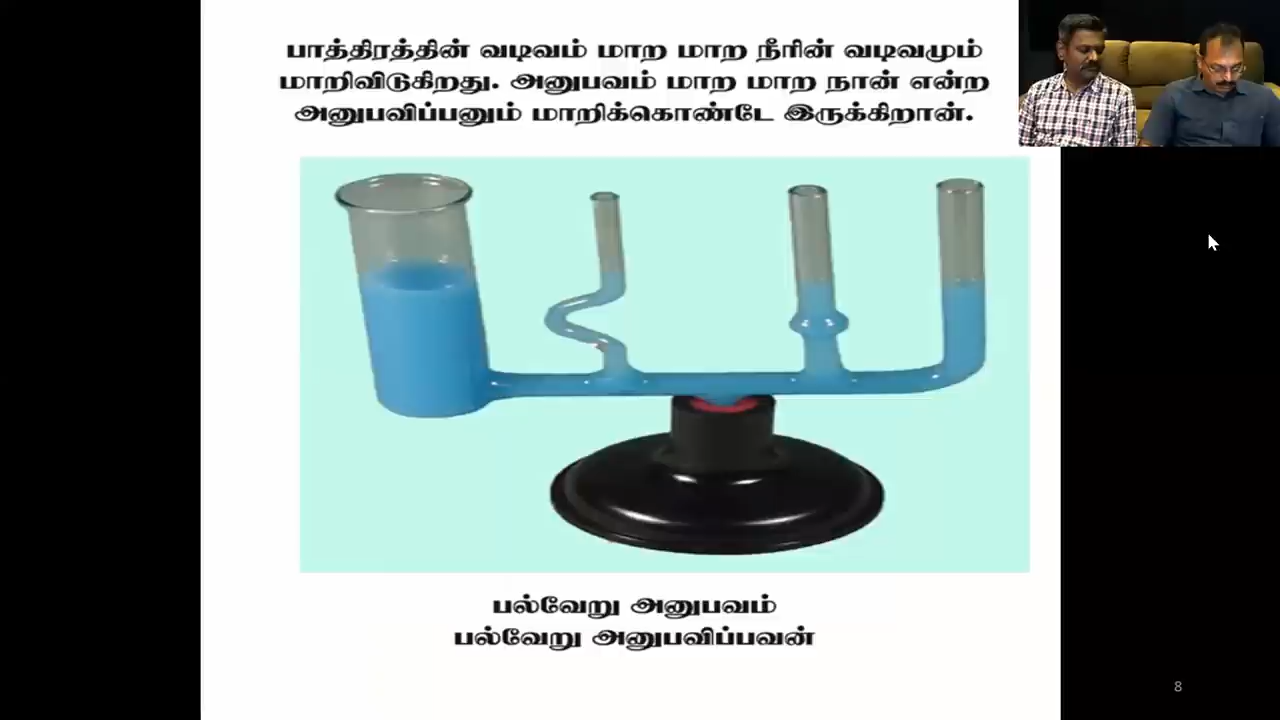 பாத்திரத்தின் வடிவம் மாற மாற நீரின் வடிவமும்
மாறிவிடுகிறது. அனுபவம் மாற மாற நான் என்ற
அனுபவிப்பனும் மாறிக்கொண்டே இருக்கிறான்.
பல்வேறு அனுபவம்
பல்வேறு அனுபவிப்பவன்
8